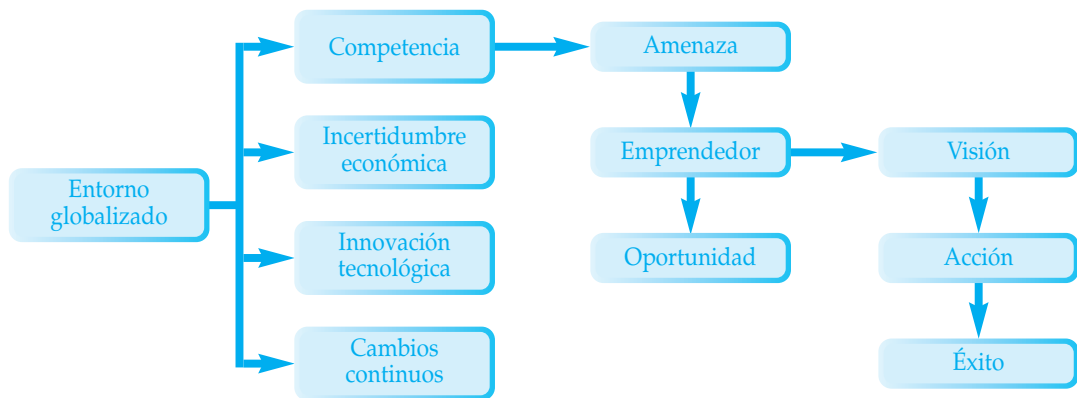 Competencia
Amenaza
Incertidumbre
económica
Emprendedor
Visión
Entorno
globalizado
Innovación
tecnológica
Oportunidad
Acción
Cambios
continuos
Éxito